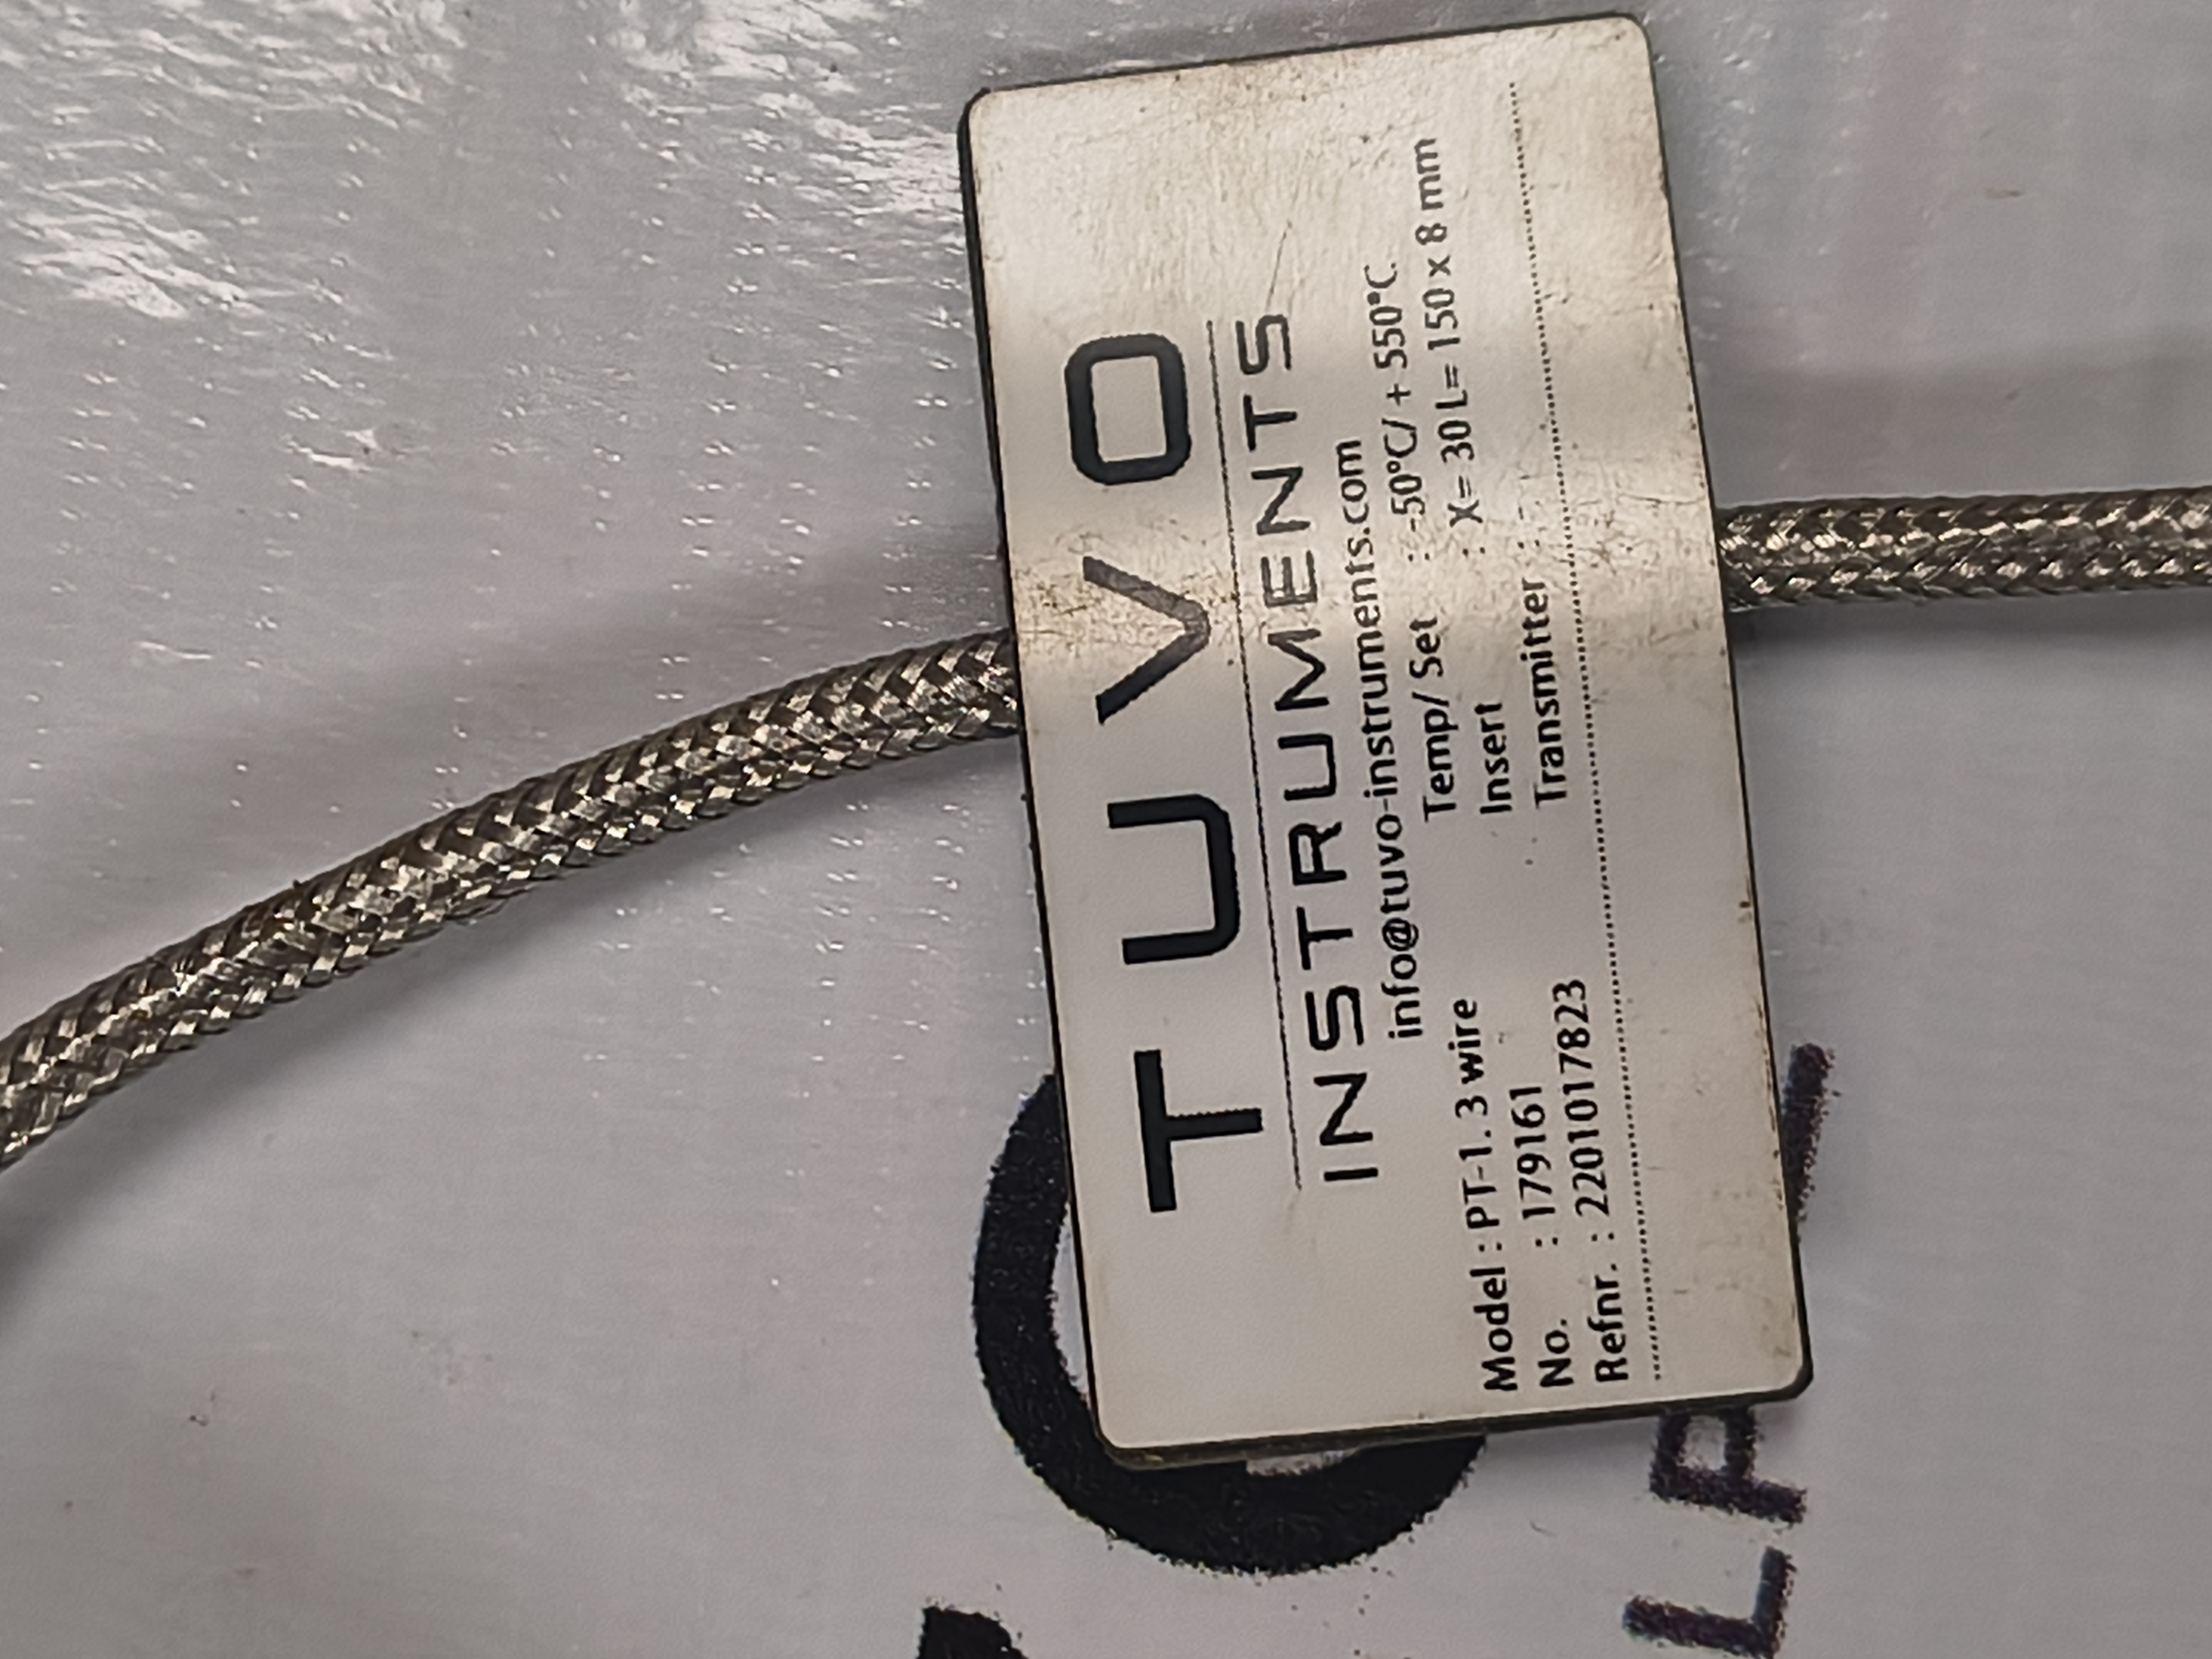 TUVO
INSTRUMENTS
info@tuvo-instruments.com
Model : PT-1.3 wire Temp/ Set : -50°C/ + 550°C
No. : 179161 Insert : X= 30 L= 150 x 8 mm
Refnr. : 2201017823 Transmitter : -